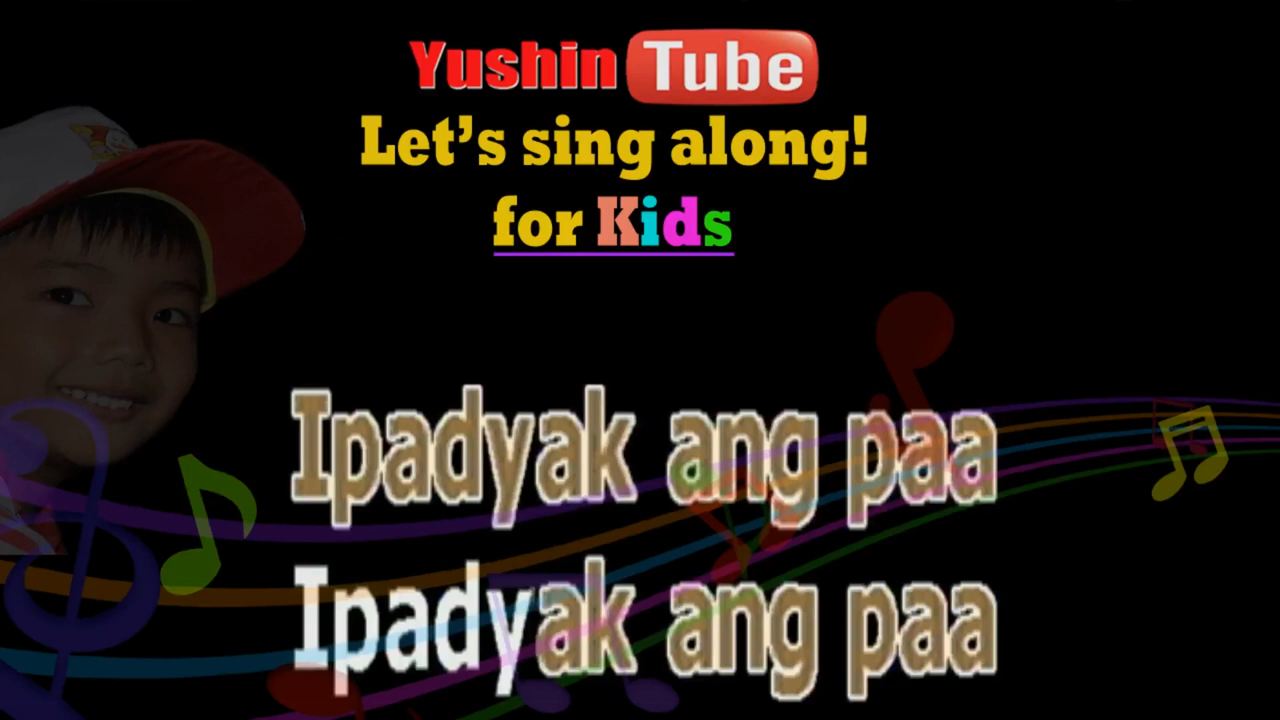 Yushin Tube
Let's sing along!
for Kids
Ipadyak ang paa
Ipadyak ang paa